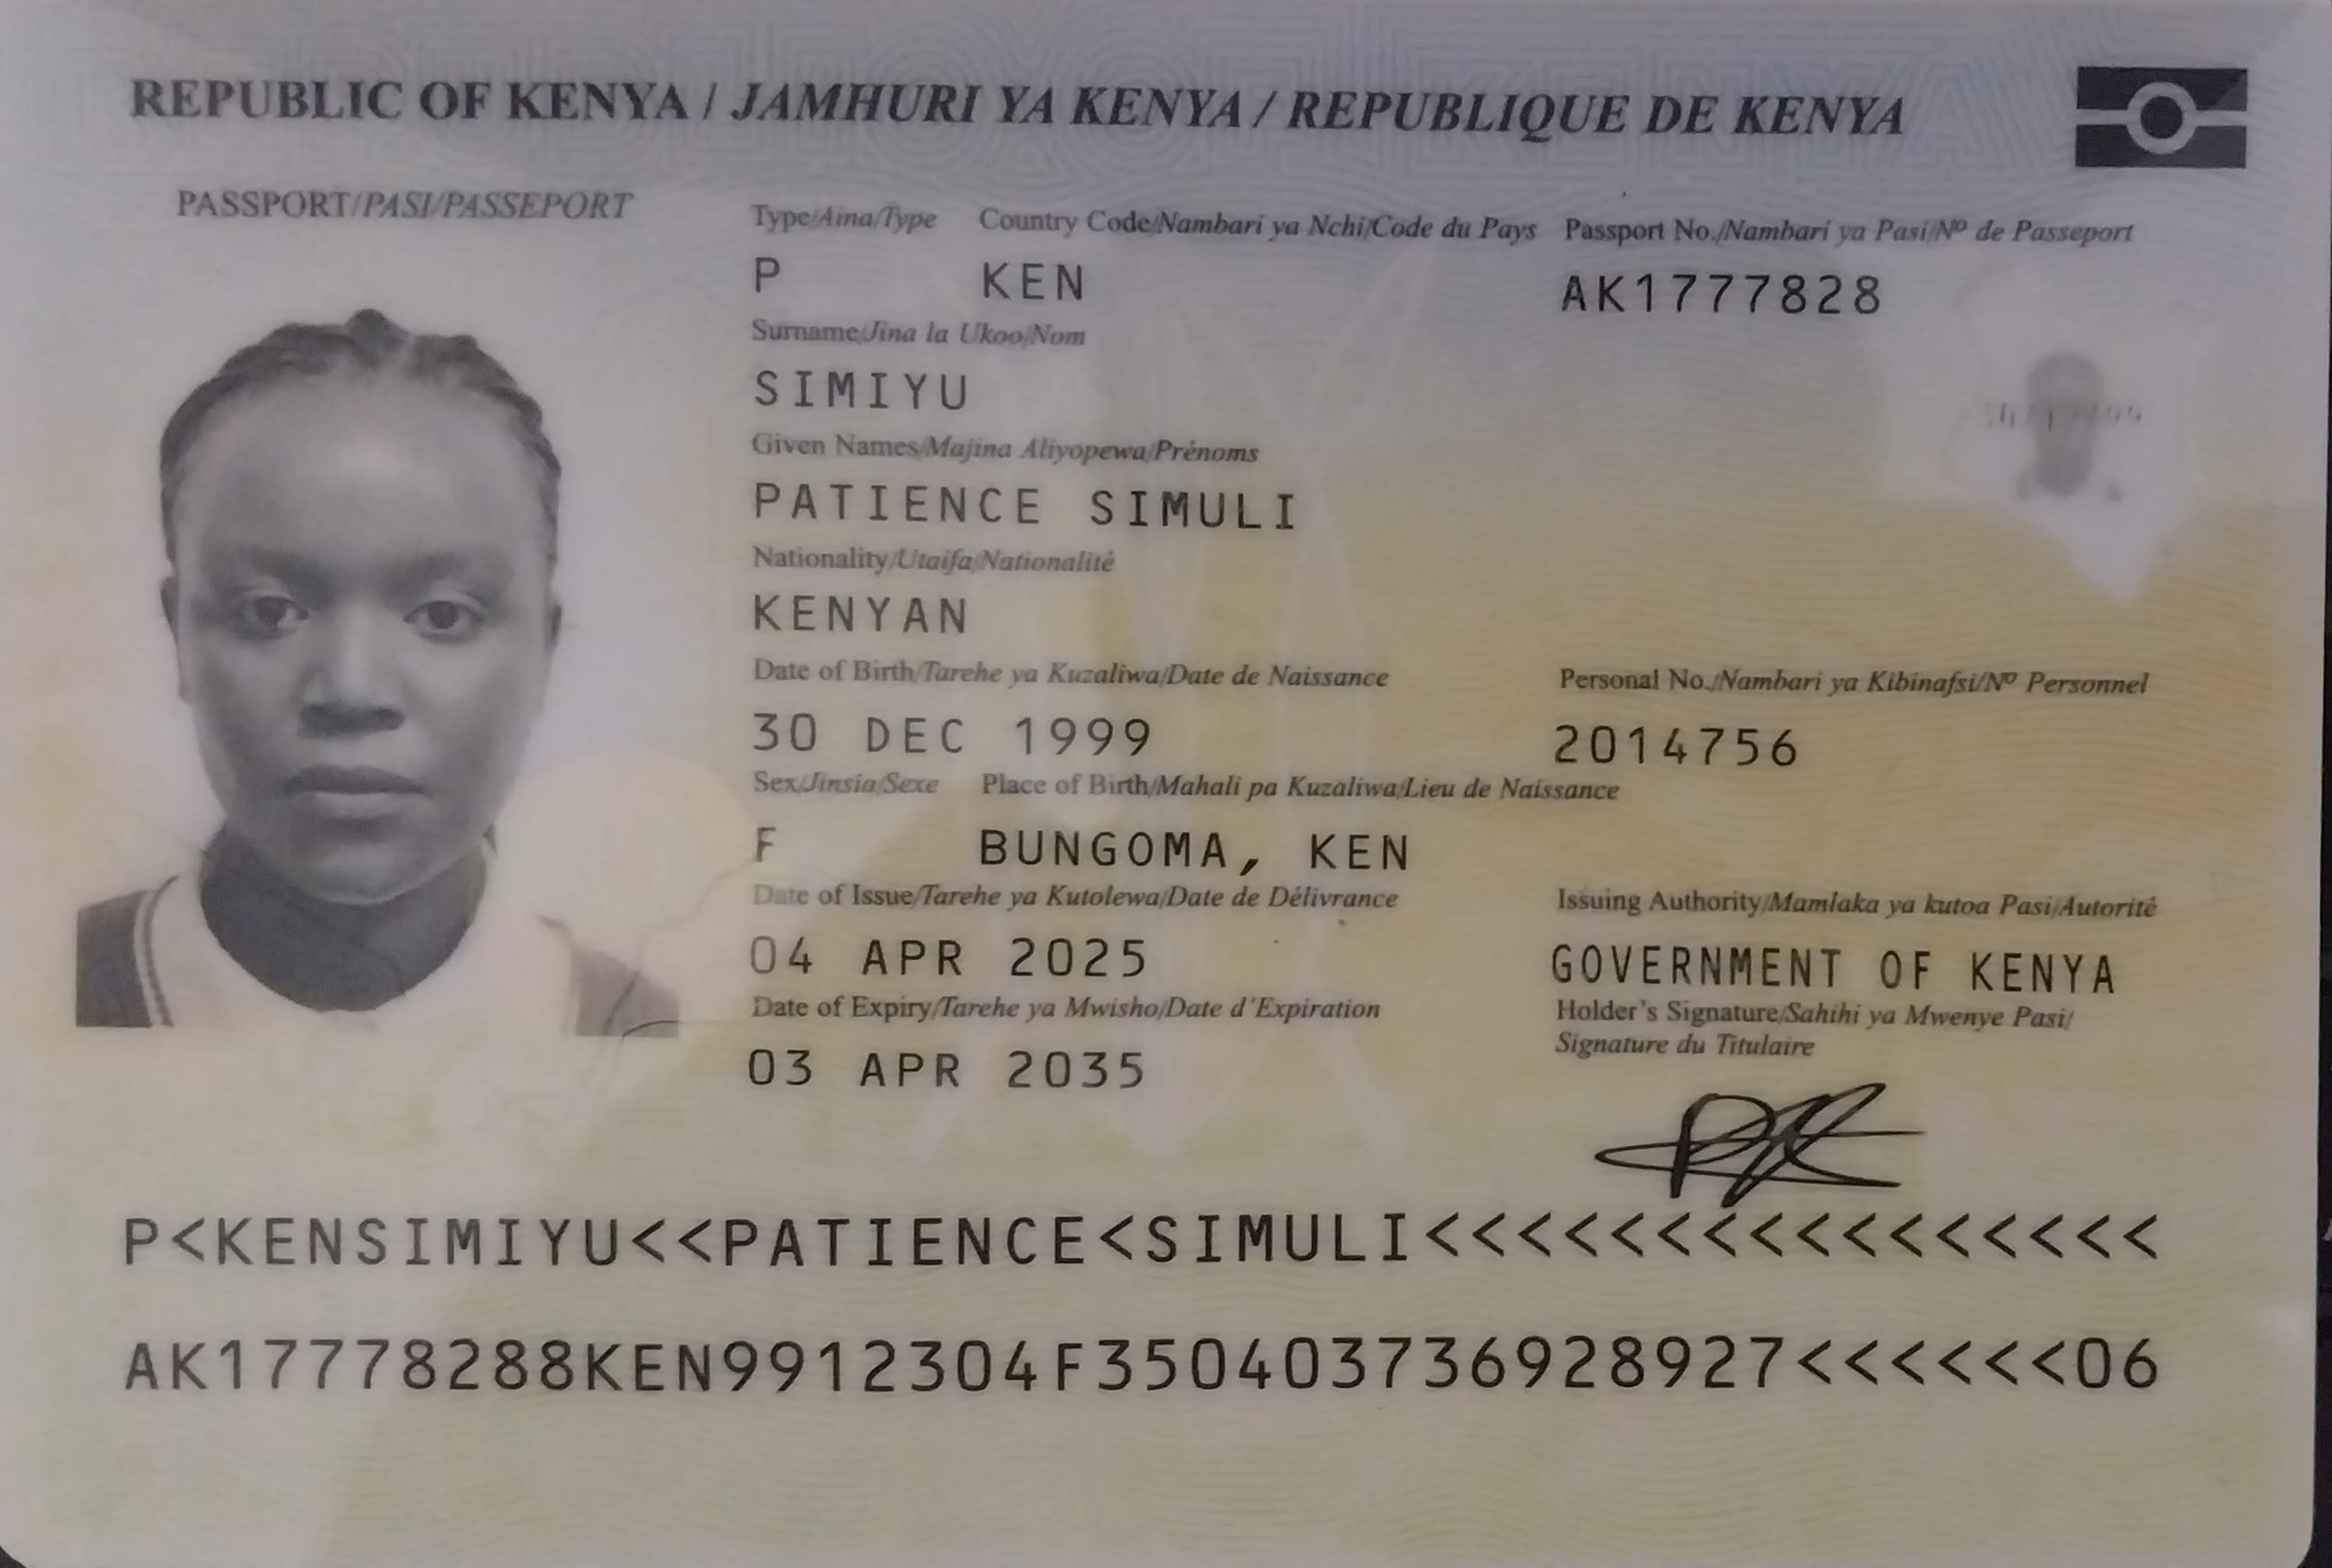 REPUBLIC OF KENYA / JAMHURI YA KENYA / REPUBLIQUE DE KENYA
PASSPORT/PASI/PASSEPORT
Type/Aina/Type Country Code/Nambari ya Nchi/Code du Pays Passport No./Nambari ya Pasi/Nº de Passeport
P KEN AK1777828
Surname/Jina la Ukoo/Nom
SIMIYU
Given Names/Majina Aliyopewa/Prénoms
PATIENCE SIMULI
Nationality/Utaifa/Nationalité
KENYAN
Date of Birth/Tarehe ya Kuzaliwa/Date de Naissance Personal No./Nambari ya Kibinafsi/Nº Personnel
30 DEC 1999 2014756
Sex/Jinsia/Sexe Place of Birth/Mahali pa Kuzaliwa/Lieu de Naissance
F BUNGOMA, KEN
Date of Issue/Tarehe ya Kutolewa/Date de Délivrance Issuing Authority/Mamlaka ya kutoa Pasi/Autorité
04 APR 2025 GOVERNMENT OF KENYA
Date of Expiry/Tarehe ya Mwisho/Date d'Expiration Holder's Signature/Sahihi ya Mwenye Pasi/
Signature du Titulaire
03 APR 2035
P<KENSIMIYU<<PATIENCE<SIMULI<<<<<<<<<<<<<<<<
AK17778288KEN9912304F350403736928927<<<<<<06